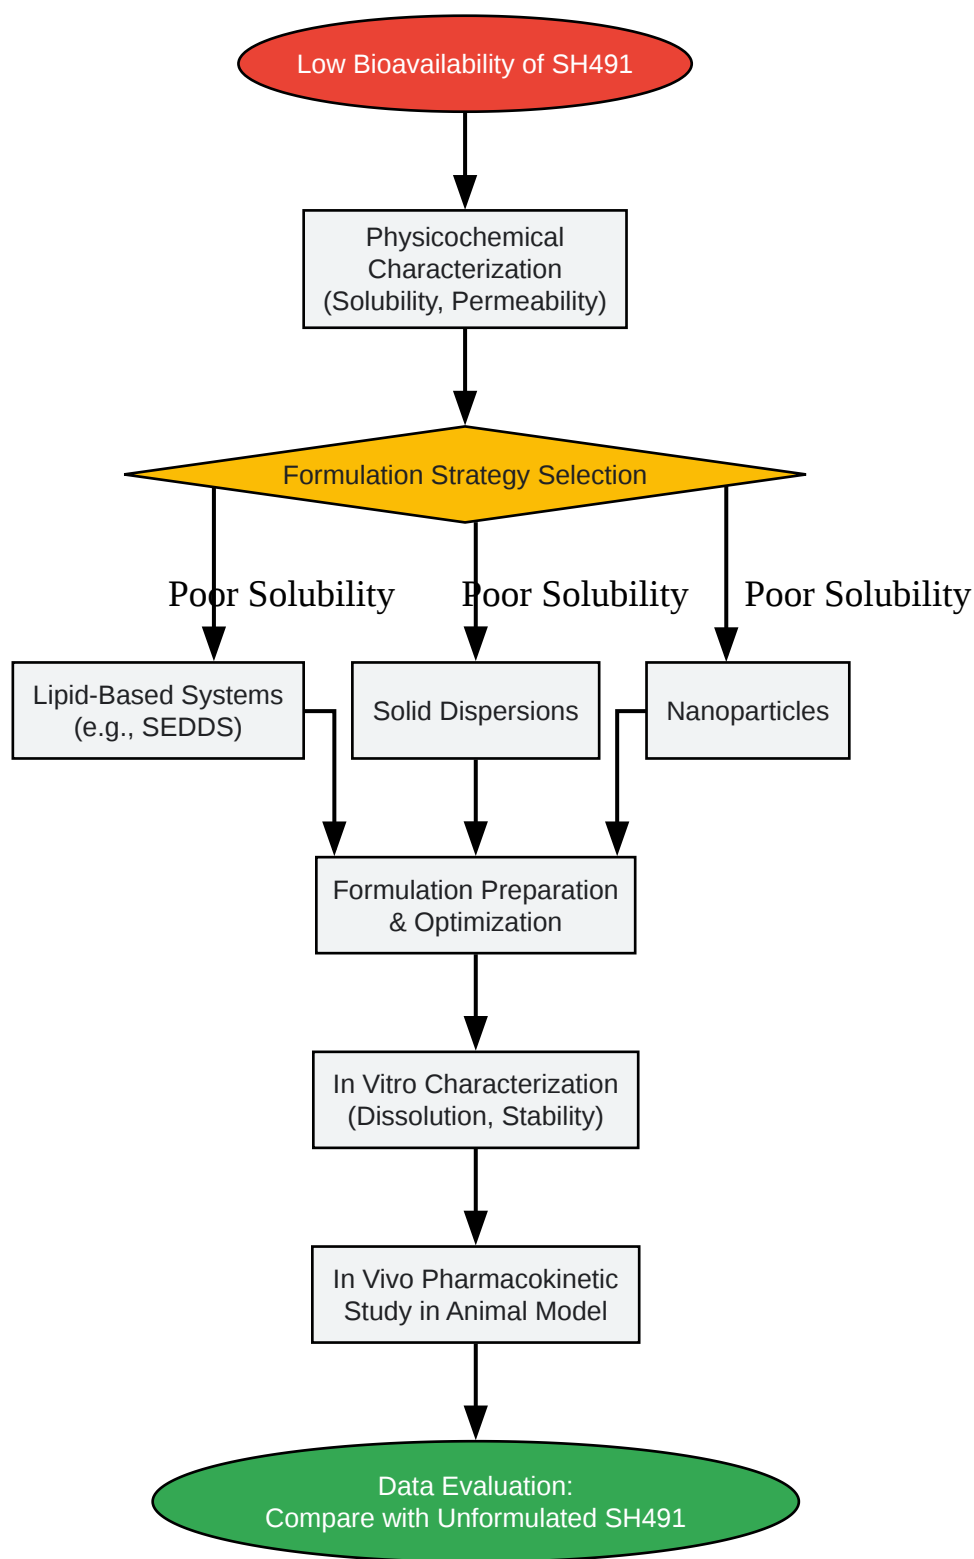 Low Bioavailability of SH491
Physicochemical
Characterization
(Solubility, Permeability)
Formulation Strategy Selection
Poor Solubility
Poor Solubility
Poor Solubility
Lipid-Based Systems
(e.g., SEDDS)
Solid Dispersions
Nanoparticles
Formulation Preparation
& Optimization
In Vitro Characterization
(Dissolution, Stability)
In Vivo Pharmacokinetic
Study in Animal Model
Data Evaluation:
Compare with Unformulated SH491